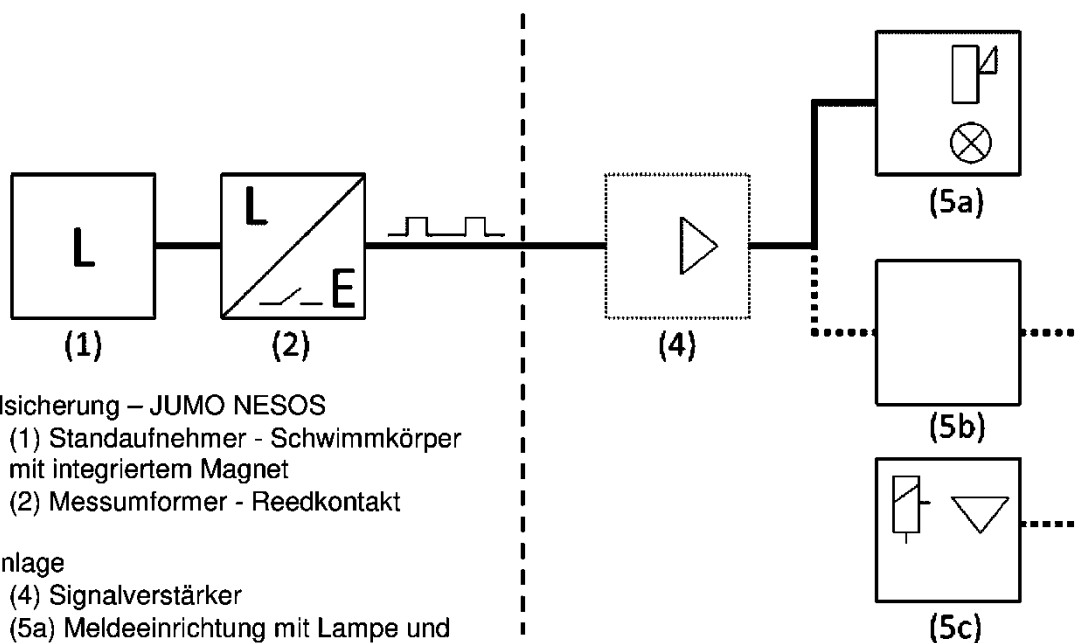 L
L
E
(1)
(2)
(4)
(5a)
(5b)
(5c)
lsicherung – JUMO NESOS
(1) Standaufnehmer - Schwimmkörper
mit integriertem Magnet
(2) Messumformer - Reedkontakt
nlage
(4) Signalverstärker
(5a) Meldeeinrichtung mit Lampe und